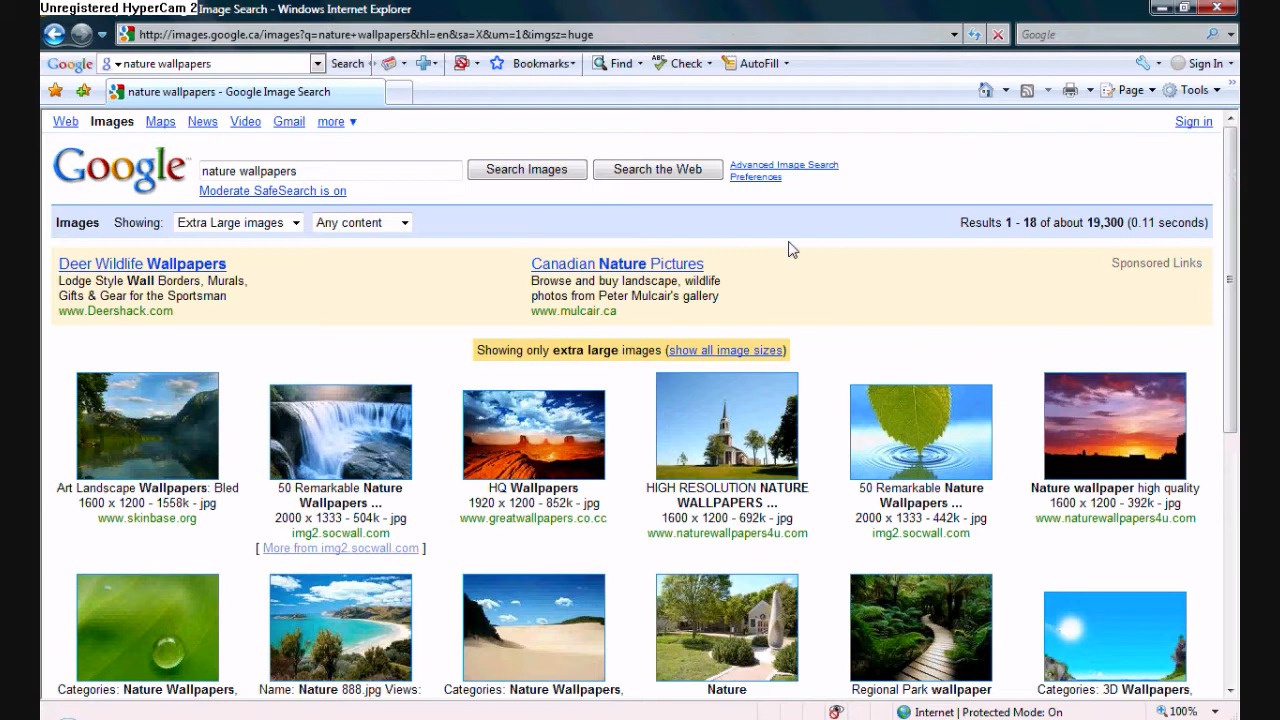 Unregistered HyperCam 2
Image Search - Windows Internet Explorer
http://images.google.ca/images?q=nature+wallpapers&hl=en&sa=X&um=1&imgsz=huge
Google
Google
nature wallpapers
Search
Bookmarks
Find
Check
AutoFill
Sign In
nature wallpapers - Google Image Search
Page
Tools
Web Images Maps News Video Gmail more ▼
Sign in
Google
nature wallpapers
Search Images
Search the Web
Advanced Image Search
Preferences
Moderate SafeSearch is on
Images Showing: Extra Large images Any content
Results 1 - 18 of about 19,300 (0.11 seconds)
Deer Wildlife Wallpapers
Lodge Style Wall Borders, Murals,
Gifts & Gear for the Sportsman
www.Deershack.com
Canadian Nature Pictures
Browse and buy landscape, wildlife
photos from Peter Mulcair's gallery
www.mulcair.ca
Sponsored Links
Showing only extra large images (show all image sizes)
Art Landscape Wallpapers: Bled
1600 x 1200 - 1558k - jpg
www.skinbase.org
50 Remarkable Nature
Wallpapers ...
2000 x 1333 - 504k - jpg
img2.socwall.com
[ More from img2.socwall.com ]
HQ Wallpapers
1920 x 1200 - 852k - jpg
www.greatwallpapers.co.cc
HIGH RESOLUTION NATURE
WALLPAPERS ...
1600 x 1200 - 692k - jpg
www.naturewallpapers4u.com
50 Remarkable Nature
Wallpapers ...
2000 x 1333 - 442k - jpg
img2.socwall.com
Nature wallpaper high quality
1600 x 1200 - 392k - jpg
www.naturewallpapers4u.com
Categories: Nature Wallpapers,
Name: Nature 888.jpg Views:
Categories: Nature Wallpapers,
Nature
Regional Park wallpaper
Categories: 3D Wallpapers,
Internet | Protected Mode: On
100%